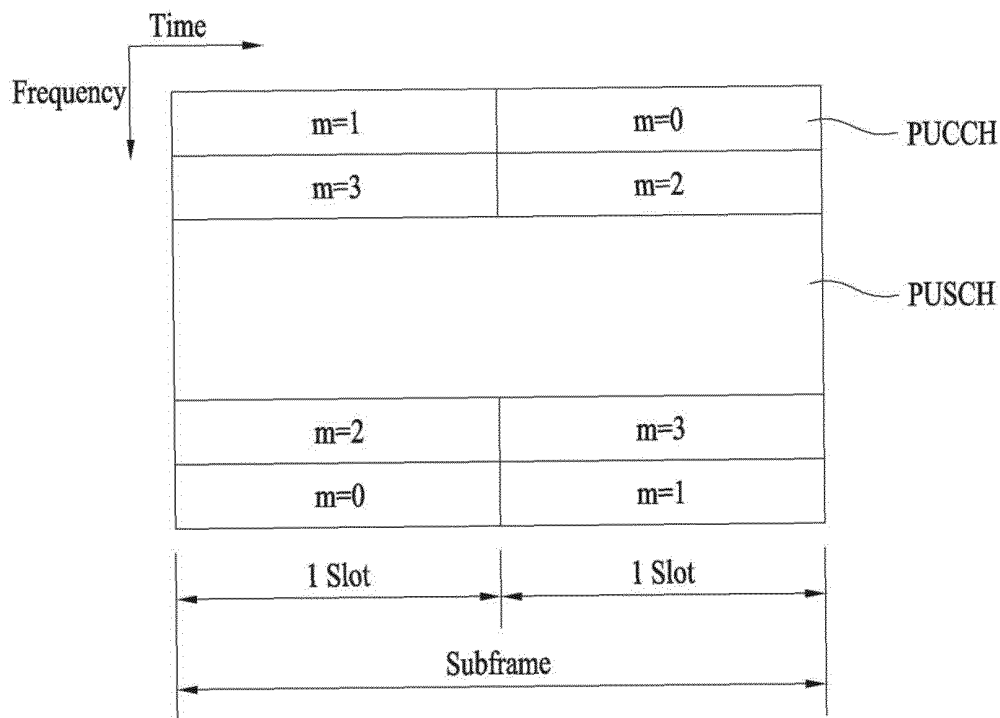 Time
Frequency
m=1 m=0 PUCCH
m=3 m=2
PUSCH
m=2 m=3
m=0 m=1
1 Slot 1 Slot
Subframe